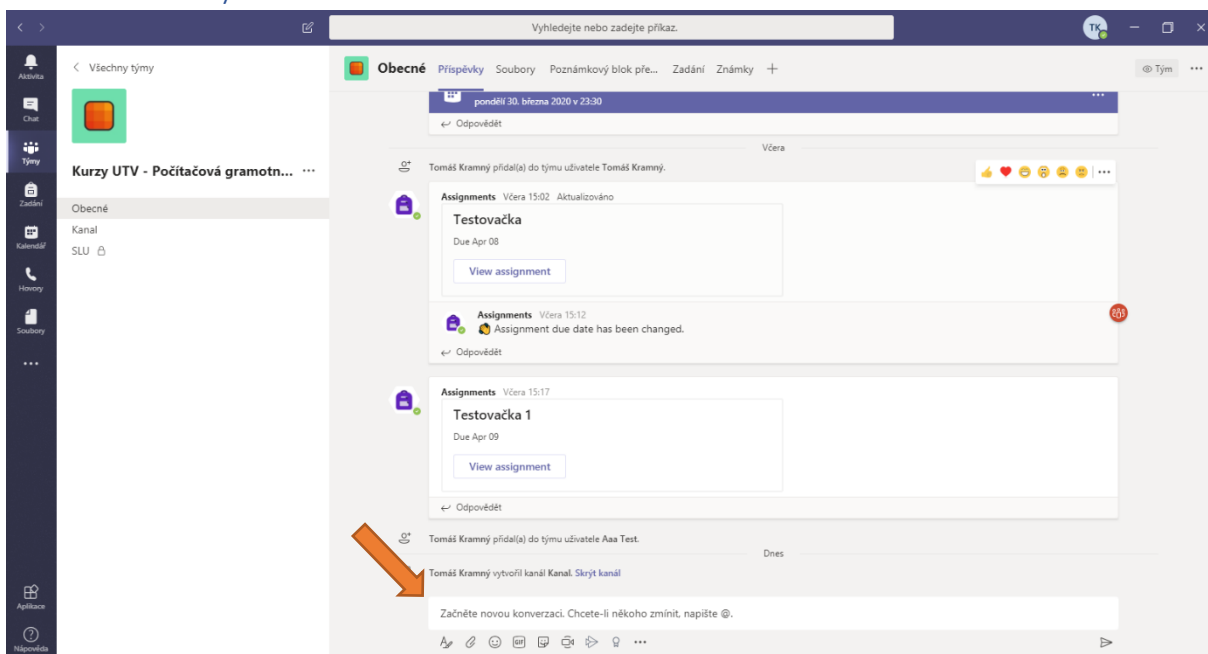 Vyhledejte nebo zadejte příkaz.
TK
Aktivita
Chat
Týmy
Zadání
Kalendář
Hovory
Soubory
Aplikace
Nápověda
Všechny týmy
Kurzy UTV - Počítačová gramotn... ...
Obecné
Kanal
SLU
Obecné Příspěvky Soubory Poznámkový blok pře... Zadání Známky +
Tým ...
pondělí 30. března 2020 v 23:30
Odpovědět
Včera
Tomáš Kramný přidal(a) do týmu uživatele Tomáš Kramný.
Assignments Včera 15:02 Aktualizováno
Testovačka
Due Apr 08
View assignment
Assignments Včera 15:12
Assignment due date has been changed.
Odpovědět
Assignments Včera 15:17
Testovačka 1
Due Apr 09
View assignment
Odpovědět
Tomáš Kramný přidal(a) do týmu uživatele Aaa Test.
Dnes
Tomáš Kramný vytvořil kanál Kanal. Skrýt kanál
Začněte novou konverzaci. Chcete-li někoho zmínit, napište @.
GIF